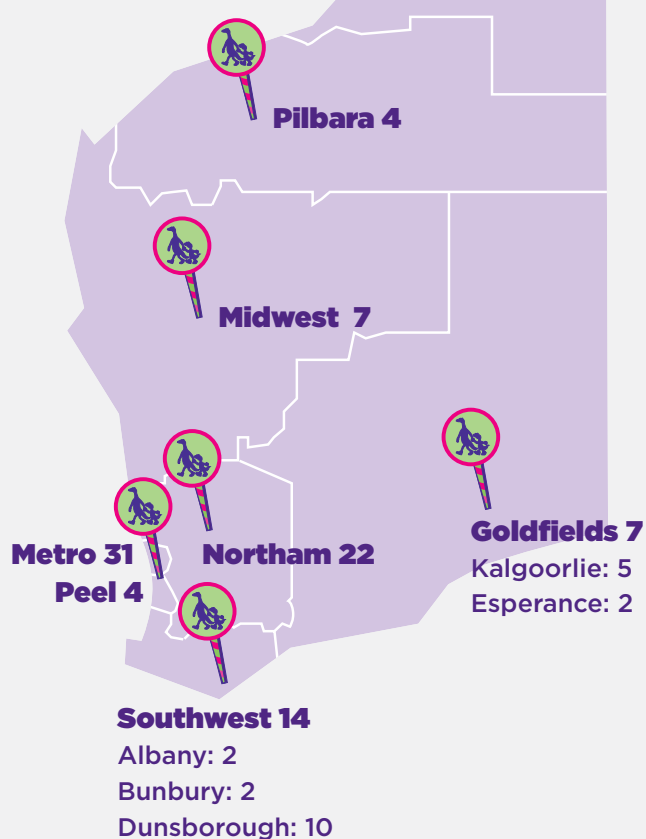 Pilbara 4
Midwest 7
Metro 31
Peel 4
Northam 22
Goldfields 7
Kalgoorlie: 5
Esperance: 2
Southwest 14
Albany: 2
Bunbury: 2
Dunsborough: 10